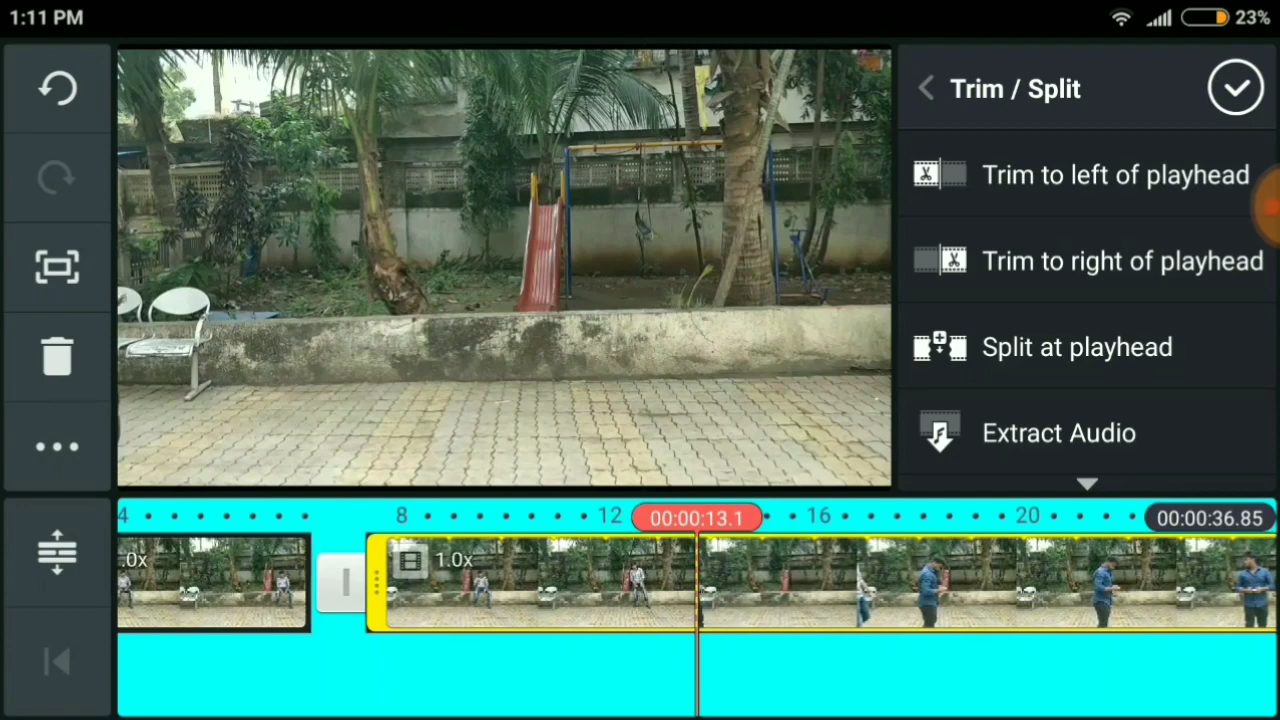 1:11 PM
23%
Trim / Split
Trim to left of playhead
Trim to right of playhead
Split at playhead
Extract Audio
4 8 12 00:00:13.1 16 20 00:00:36.85
.0x 1.0x